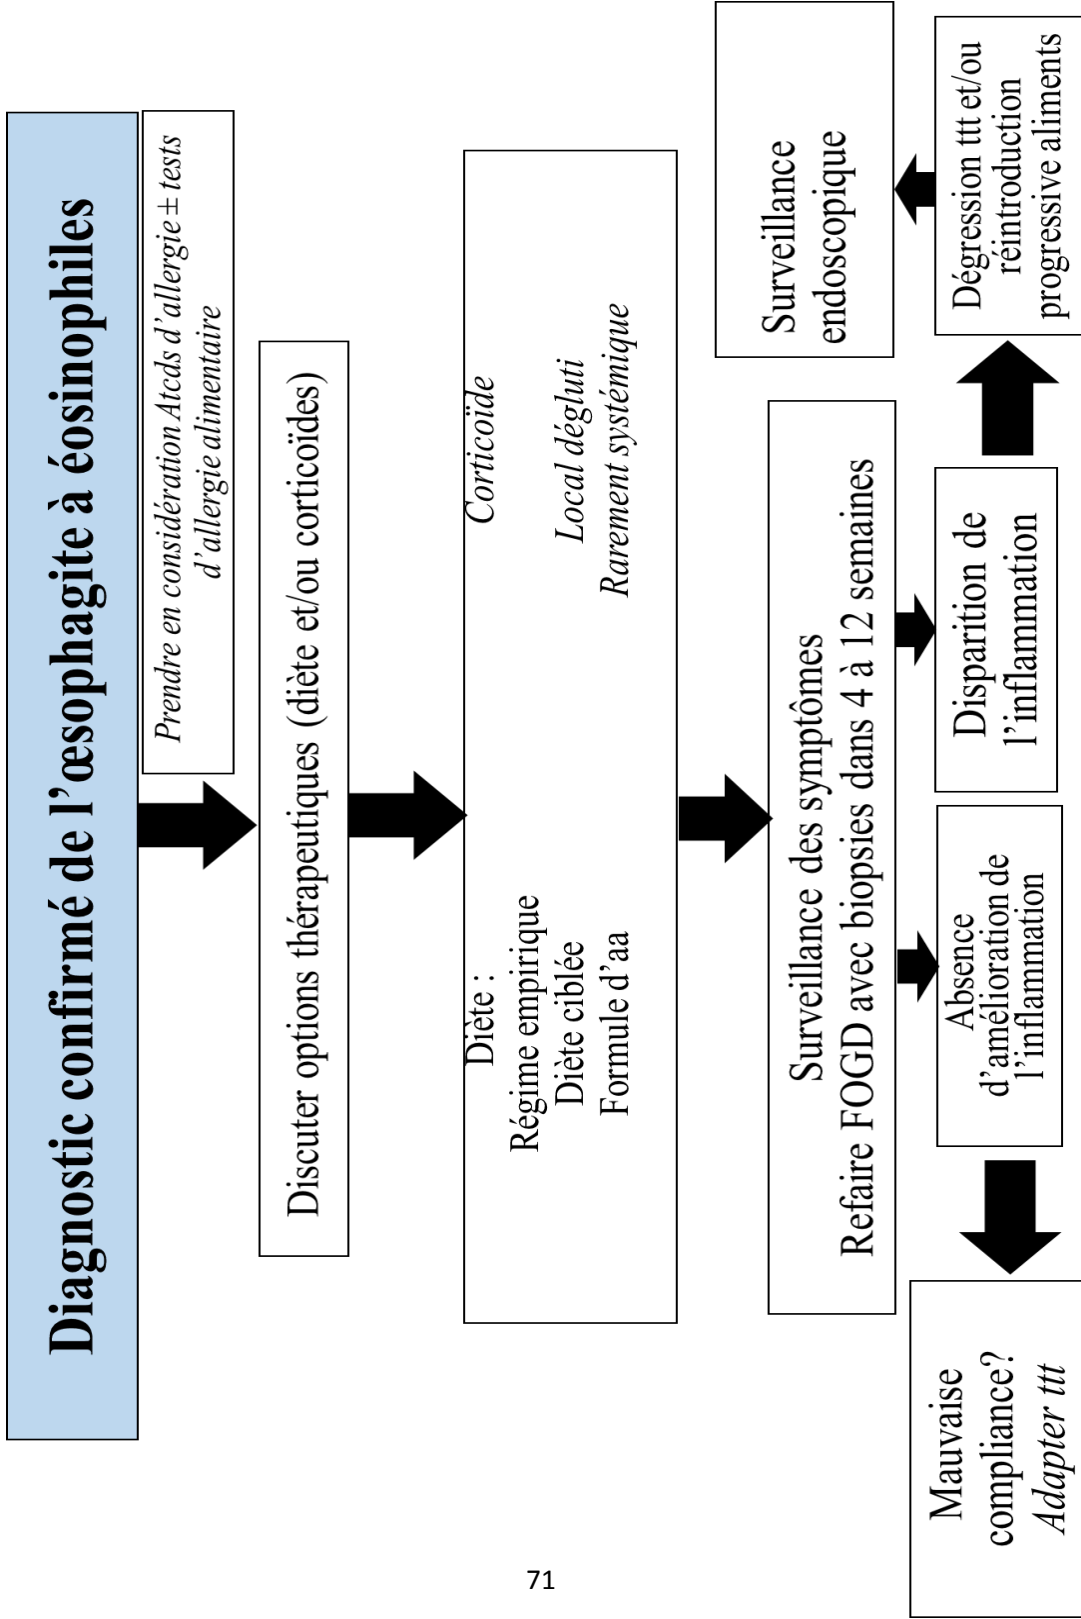 Diagnostic confirmé de l’œsophagite à éosinophiles
Prendre en considération Atcds d’allergie ± tests
d’allergie alimentaire
Discuter options thérapeutiques (diète et/ou corticoïdes)
Diète :
Régime empirique
Diète ciblée
Formule d’aa
Corticoïde
Local dégluti
Rarement systémique
Surveillance des symptômes
Refaire FOGD avec biopsies dans 4 à 12 semaines
Absence
d’amélioration de
l’inflammation
Disparition de
l’inflammation
Mauvaise
compliance?
Adapter ttt
Dégression ttt et/ou
réintroduction
progressive aliments
Surveillance
endoscopique
71